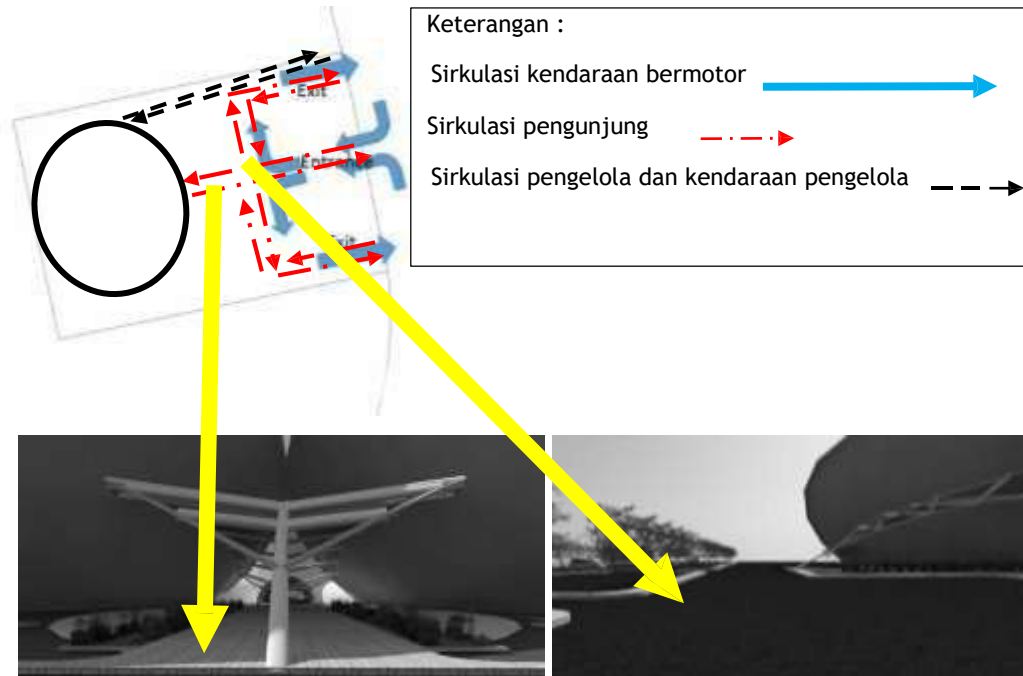 Keterangan :
Sirkulasi kendaraan bermotor
Sirkulasi pengunjung
Sirkulasi pengelola dan kendaraan pengelola
Exit
Entrance
Exit